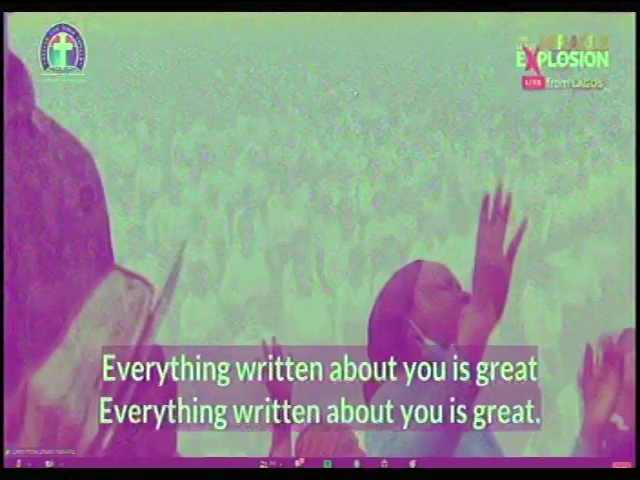 EXPLOSION
LIVE from LAGOS
Everything written about you is great
Everything written about you is great.